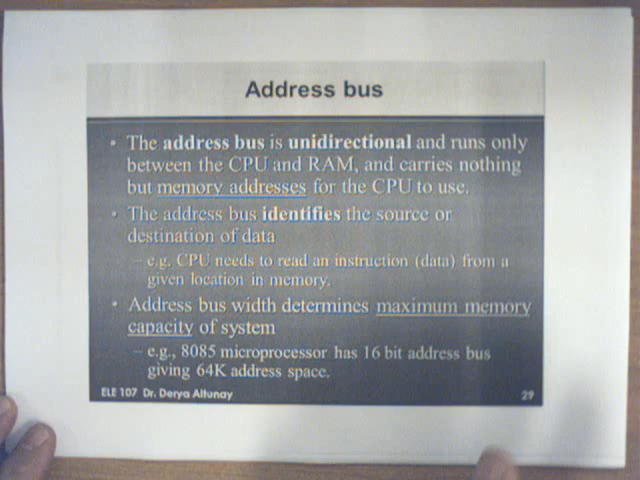 Address bus
• The address bus is unidirectional and runs only
between the CPU and RAM, and carries nothing
but memory addresses for the CPU to use.
• The address bus identifies the source or
destination of data
– e.g. CPU needs to read an instruction (data) from a
given location in memory.
• Address bus width determines maximum memory
capacity of system
– e.g., 8085 microprocessor has 16 bit address bus
giving 64K address space.
ELE 107 Dr. Derya Altunay 29